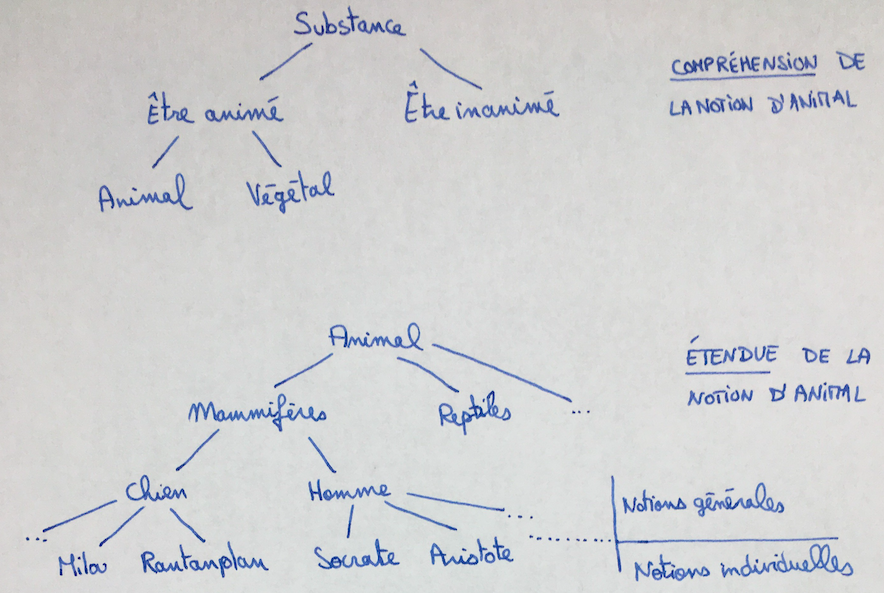 Substance
COMPRÉHENSION DE
LA NOTION D'ANIMAL
Être animé
Être inanimé
Animal
Végétal
Animal
ÉTENDUE DE LA
NOTION D'ANIMAL
Mammifères
Reptiles
...
Chien
Homme
...
Notions générales
...
Milou
Rantanplan
Socrate
Aristote
Notions individuelles